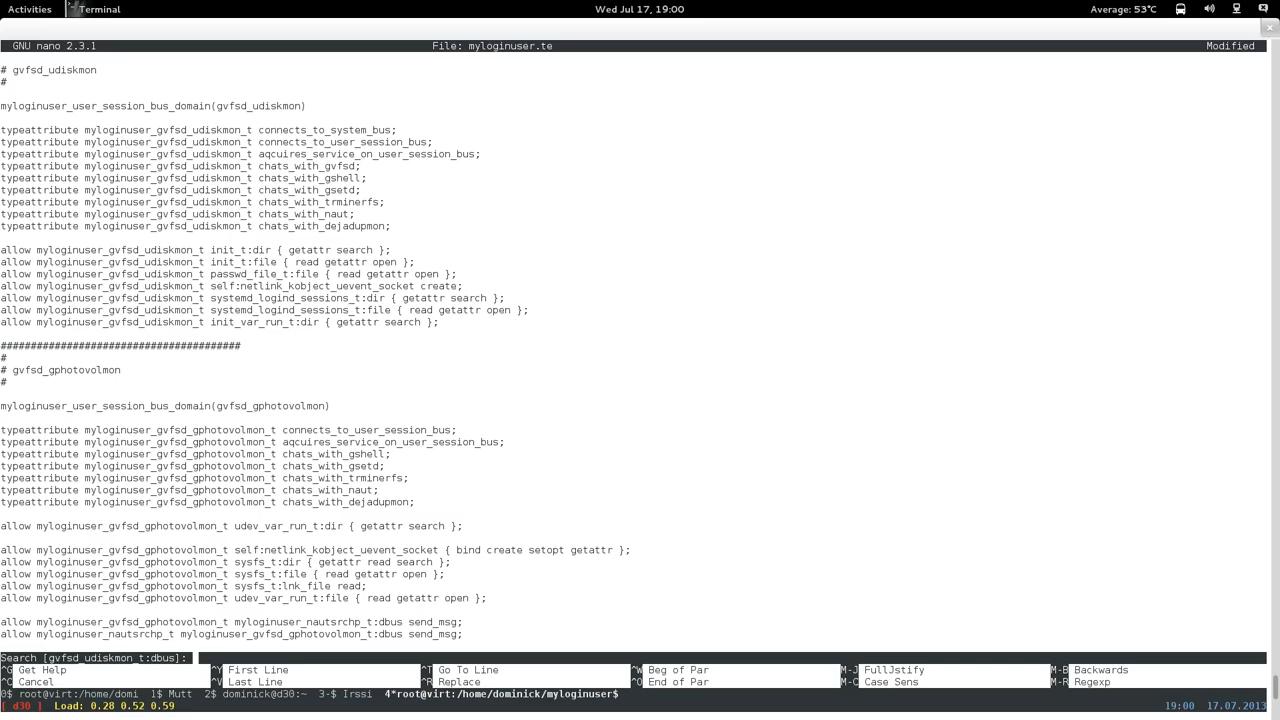 Activities Terminal Wed Jul 17, 19:00 Average: 53°C
GNU nano 2.3.1 File: myloginuser.te Modified
# gvfsd_udiskmon
#
myloginuser_user_session_bus_domain(gvfsd_udiskmon)
typeattribute myloginuser_gvfsd_udiskmon_t connects_to_system_bus;
typeattribute myloginuser_gvfsd_udiskmon_t connects_to_user_session_bus;
typeattribute myloginuser_gvfsd_udiskmon_t aqcuires_service_on_user_session_bus;
typeattribute myloginuser_gvfsd_udiskmon_t chats_with_gvfsd;
typeattribute myloginuser_gvfsd_udiskmon_t chats_with_gshell;
typeattribute myloginuser_gvfsd_udiskmon_t chats_with_gsetd;
typeattribute myloginuser_gvfsd_udiskmon_t chats_with_trminerfs;
typeattribute myloginuser_gvfsd_udiskmon_t chats_with_naut;
typeattribute myloginuser_gvfsd_udiskmon_t chats_with_dejadupmon;
allow myloginuser_gvfsd_udiskmon_t init_t:dir { getattr search };
allow myloginuser_gvfsd_udiskmon_t init_t:file { read getattr open };
allow myloginuser_gvfsd_udiskmon_t passwd_file_t:file { read getattr open };
allow myloginuser_gvfsd_udiskmon_t self:netlink_kobject_uevent_socket create;
allow myloginuser_gvfsd_udiskmon_t systemd_logind_sessions_t:dir { getattr search };
allow myloginuser_gvfsd_udiskmon_t systemd_logind_sessions_t:file { read getattr open };
allow myloginuser_gvfsd_udiskmon_t init_var_run_t:dir { getattr search };
########################################
#
# gvfsd_gphotovolmon
#
myloginuser_user_session_bus_domain(gvfsd_gphotovolmon)
typeattribute myloginuser_gvfsd_gphotovolmon_t connects_to_user_session_bus;
typeattribute myloginuser_gvfsd_gphotovolmon_t aqcuires_service_on_user_session_bus;
typeattribute myloginuser_gvfsd_gphotovolmon_t chats_with_gshell;
typeattribute myloginuser_gvfsd_gphotovolmon_t chats_with_gsetd;
typeattribute myloginuser_gvfsd_gphotovolmon_t chats_with_trminerfs;
typeattribute myloginuser_gvfsd_gphotovolmon_t chats_with_naut;
typeattribute myloginuser_gvfsd_gphotovolmon_t chats_with_dejadupmon;
allow myloginuser_gvfsd_gphotovolmon_t udev_var_run_t:dir { getattr search };
allow myloginuser_gvfsd_gphotovolmon_t self:netlink_kobject_uevent_socket { bind create setopt getattr };
allow myloginuser_gvfsd_gphotovolmon_t sysfs_t:dir { getattr read search };
allow myloginuser_gvfsd_gphotovolmon_t sysfs_t:file { read getattr open };
allow myloginuser_gvfsd_gphotovolmon_t sysfs_t:lnk_file read;
allow myloginuser_gvfsd_gphotovolmon_t udev_var_run_t:file { read getattr open };
allow myloginuser_gvfsd_gphotovolmon_t myloginuser_nautsrchp_t:dbus send_msg;
allow myloginuser_nautsrchp_t myloginuser_gvfsd_gphotovolmon_t:dbus send_msg;
Search [gvfsd_udiskmon_t:dbus]:
^G Get Help ^Y First Line ^T Go To Line ^W Beg of Par M-J FullJstify M-B Backwards
^C Cancel ^V Last Line ^R Replace ^O End of Par M-C Case Sens M-R Regexp
0$ root@virt:/home/domi 1$ Mutt 2$ dominick@d30:~ 3-$ Irssi 4*root@virt:/home/dominick/myloginuser$
[ d30 ] Load: 0.28 0.52 0.59 19:00 17.07.2013